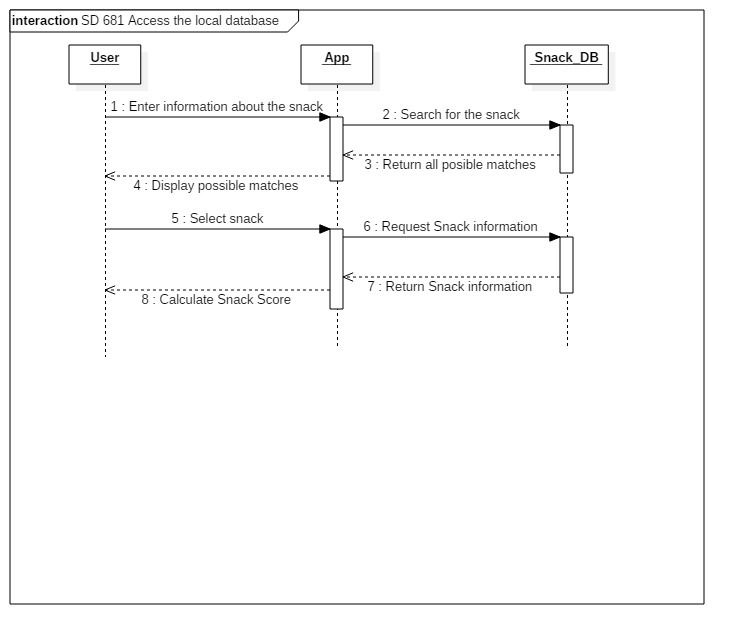 interaction SD 681 Access the local database
User
App
Snack_DB
1 : Enter information about the snack
2 : Search for the snack
3 : Return all posible matches
4 : Display possible matches
5 : Select snack
6 : Request Snack information
7 : Return Snack information
8 : Calculate Snack Score